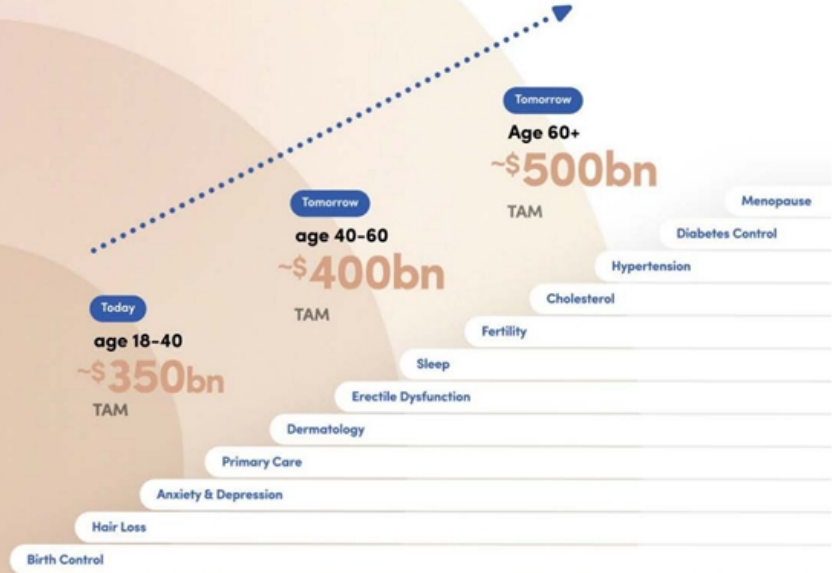 Tomorrow
Age 60+
~$500bn
TAM
Tomorrow
age 40-60
~$400bn
TAM
Today
age 18-40
~$350bn
TAM
Menopause
Diabetes Control
Hypertension
Cholesterol
Fertility
Sleep
Erectile Dysfunction
Dermatology
Primary Care
Anxiety & Depression
Hair Loss
Birth Control